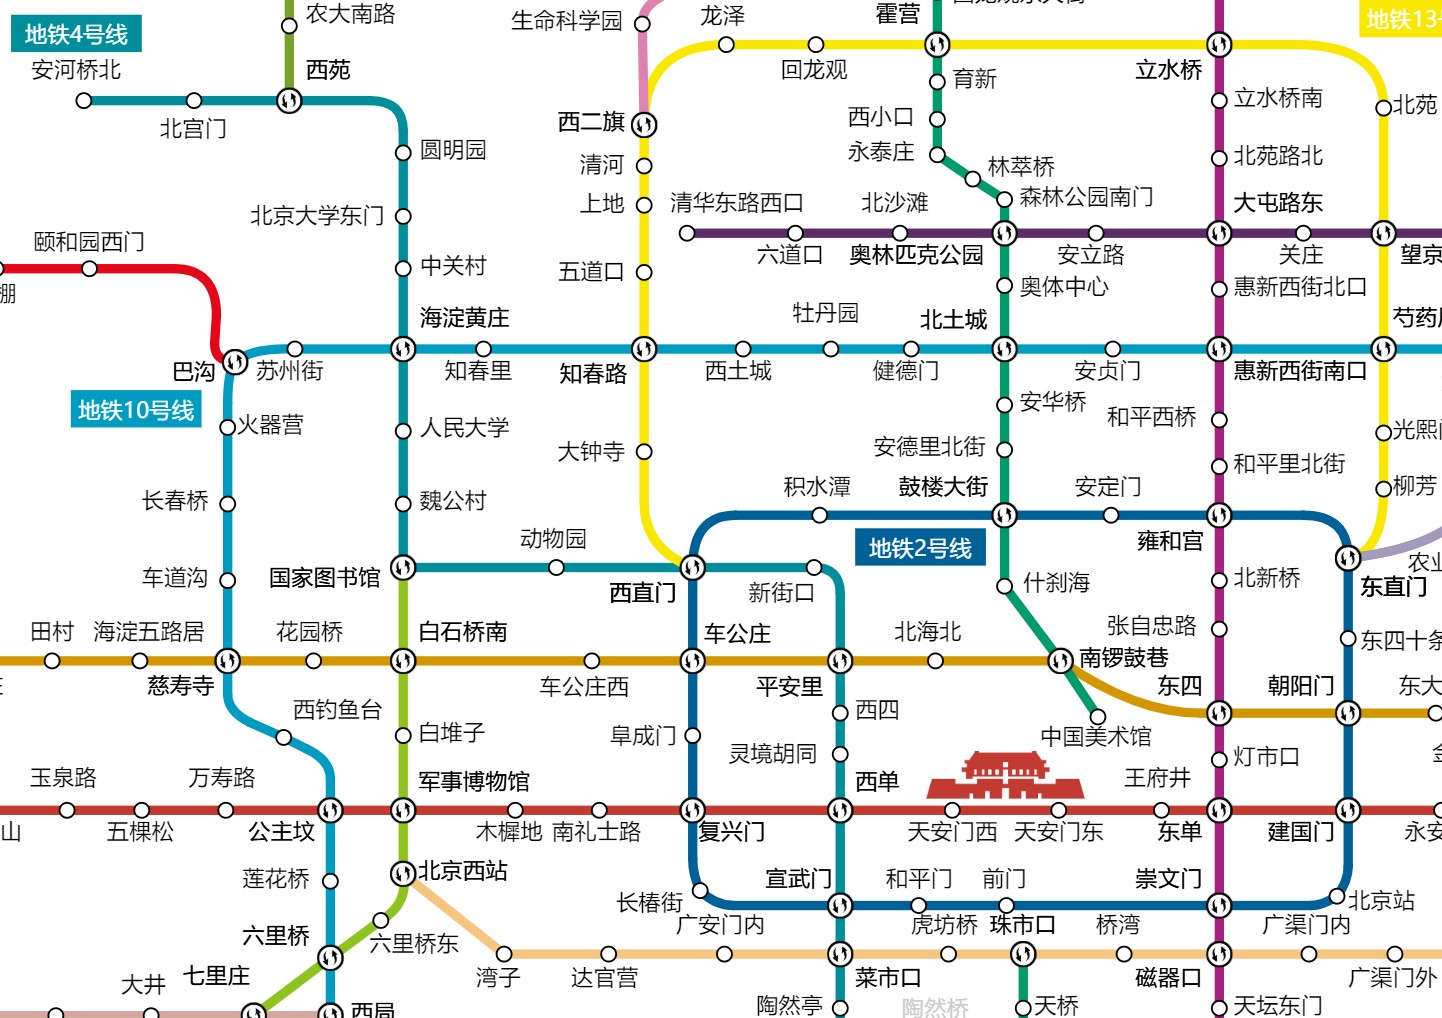 农大南路
生命科学园
龙泽
霍营
地铁13
地铁4号线
安河桥北
西苑
回龙观
育新
立水桥
立水桥南
北苑
北宫门
西二旗
西小口
圆明园
清河
永泰庄
林萃桥
北苑路北
上地
清华东路西口
北沙滩
森林公园南门
大屯路东
北京大学东门
颐和园西门
六道口
奥林匹克公园
安立路
关庄
望京
中关村
五道口
奥体中心
惠新西街北口
棚
海淀黄庄
牡丹园
北土城
芍药
巴沟
苏州街
知春里
知春路
西土城
健德门
安贞门
惠新西街南口
地铁10号线
火器营
人民大学
安华桥
和平西桥
光熙
大钟寺
安德里北街
和平里北街
长春桥
魏公村
积水潭
鼓楼大街
安定门
柳芳
动物园
地铁2号线
雍和宫
车道沟
国家图书馆
西直门
新街口
什刹海
北新桥
东直门
农业
田村
海淀五路居
花园桥
白石桥南
车公庄
北海北
张自忠路
东四十条
慈寿寺
车公庄西
平安里
南锣鼓巷
东四
朝阳门
东大
西钓鱼台
白堆子
阜成门
西四
中国美术馆
灵境胡同
灯市口
玉泉路
万寿路
军事博物馆
西单
王府井
山
五棵松
公主坟
木樨地
南礼士路
复兴门
天安门西
天安门东
东单
建国门
永安
莲花桥
北京西站
长椿街
宣武门
和平门
前门
崇文门
北京站
六里桥
六里桥东
广安门内
虎坊桥
珠市口
桥湾
广渠门内
大井
七里庄
湾子
达官营
菜市口
磁器口
广渠门外
西局
陶然亭
陶然桥
天桥
天坛东门